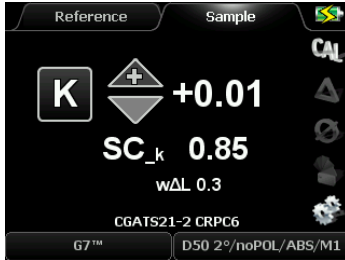 Reference Sample
CAL
K +0.01
SC_k 0.85
w∆L 0.3
CGATS21-2 CRPC6
G7™ D50 2°/noPOL/ABS/M1